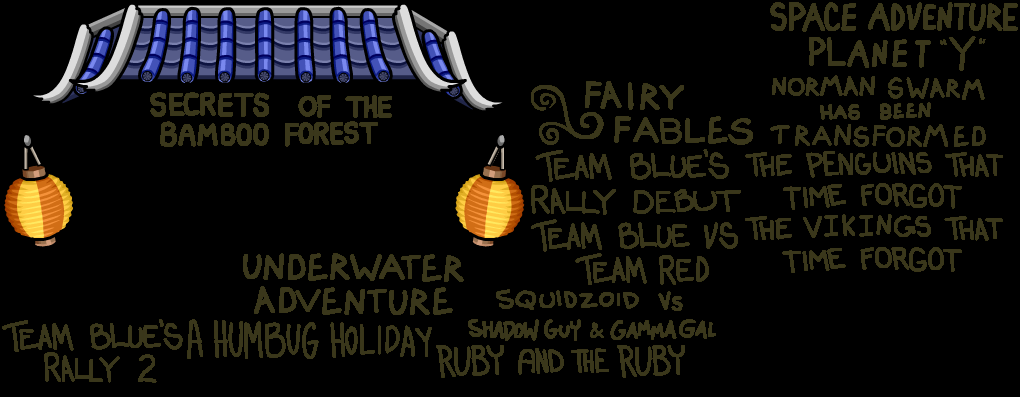 SECRETS OF THE
BAMBOO FOREST
FAIRY
FABLES
SPACE ADVENTURE
PLANET "Y"
NORMAN SWARM
HAS BEEN
TRANSFORMED
TEAM BLUE'S
RALLY DEBUT
THE PENGUINS THAT
TIME FORGOT
TEAM BLUE VS
TEAM RED
THE VIKINGS THAT
TIME FORGOT
UNDERWATER
ADVENTURE
SQUIDZOID VS
SHADOW GUY & GAMMA GAL
TEAM BLUE'S
RALLY 2
A HUMBUG HOLIDAY
RUBY AND THE RUBY